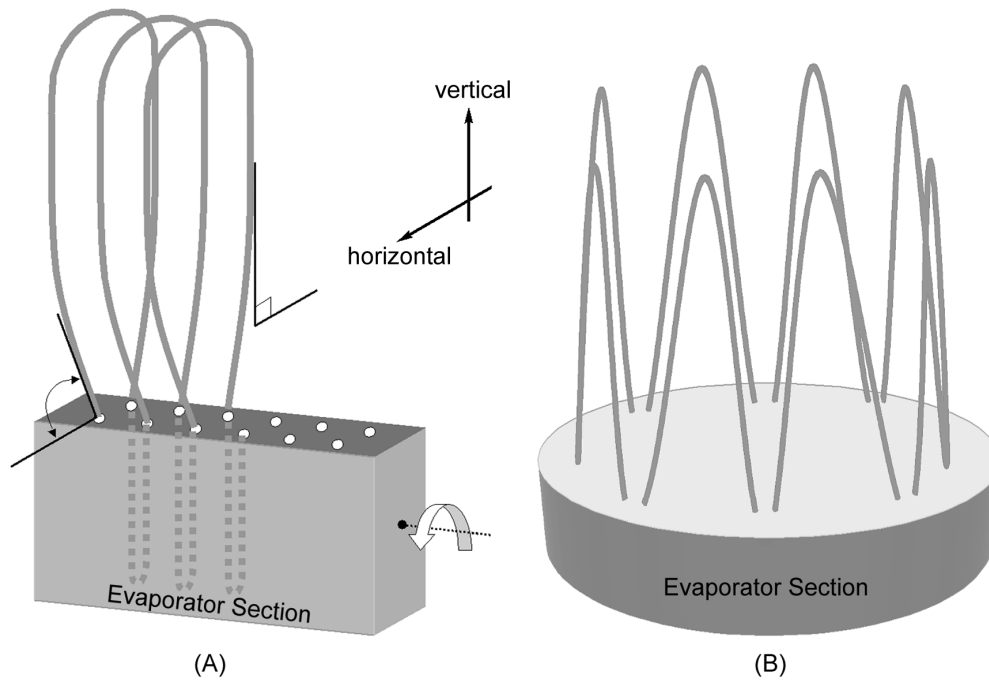 vertical
horizontal
Evaporator Section
Evaporator Section
(A)
(B)